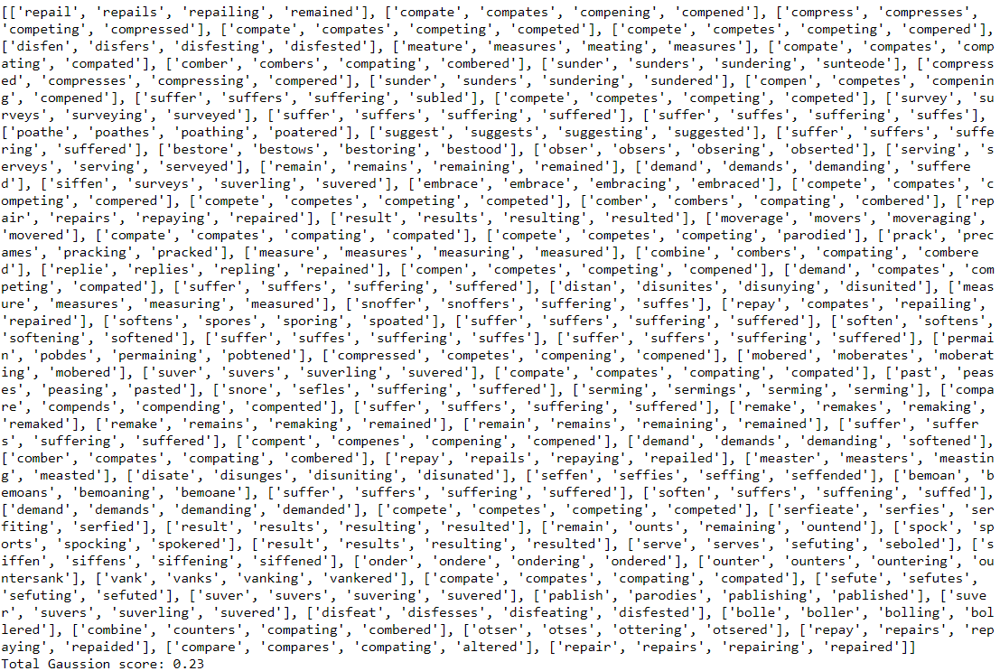 [['repail', 'repails', 'repailing', 'remained'], ['compate', 'compates', 'compening', 'compened'], ['compress', 'compresses',
'competing', 'compressed'], ['compate', 'compates', 'competing', 'competed'], ['compete', 'competes', 'competing', 'compered'],
['disfen', 'disfers', 'disfesting', 'disfested'], ['meature', 'measures', 'meating', 'measures'], ['compate', 'compates', 'comp
ating', 'compated'], ['comber', 'combers', 'compating', 'combered'], ['sunder', 'sunders', 'sundering', 'sunteode'], ['compress
ed', 'compresses', 'compressing', 'compered'], ['sunder', 'sunders', 'sundering', 'sundered'], ['compen', 'competes', 'compenin
g', 'compened'], ['suffer', 'suffers', 'suffering', 'subled'], ['compete', 'competes', 'competing', 'competed'], ['survey', 'su
rveys', 'surveying', 'surveyed'], ['suffer', 'suffers', 'suffering', 'suffered'], ['suffer', 'suffes', 'suffering', 'suffes'],
['poathe', 'poathes', 'poathing', 'poatered'], ['suggest', 'suggests', 'suggesting', 'suggested'], ['suffer', 'suffers', 'suffe
ring', 'suffered'], ['bestore', 'bestows', 'bestoring', 'bestood'], ['obser', 'obsers', 'obsering', 'obserted'], ['serving', 's
erveys', 'serving', 'serveyed'], ['remain', 'remains', 'remaining', 'remained'], ['demand', 'demands', 'demanding', 'suffere
d'], ['siffen', 'surveys', 'suverling', 'suvered'], ['embrace', 'embrace', 'embracing', 'embraced'], ['compete', 'compates', 'c
ompeting', 'compered'], ['compete', 'competes', 'competing', 'competed'], ['comber', 'combers', 'compating', 'combered'], ['rep
air', 'repairs', 'repaying', 'repaired'], ['result', 'results', 'resulting', 'resulted'], ['moverage', 'movers', 'moveraging',
'movered'], ['compate', 'compates', 'compating', 'compated'], ['compete', 'competes', 'competing', 'parodied'], ['prack', 'prec
ames', 'pracking', 'pracked'], ['measure', 'measures', 'measuring', 'measured'], ['combine', 'combers', 'compating', 'combere
d'], ['replie', 'replies', 'repling', 'repained'], ['compen', 'competes', 'competing', 'compened'], ['demand', 'compates', 'com
peting', 'compated'], ['suffer', 'suffers', 'suffering', 'suffered'], ['distan', 'disunites', 'disunying', 'disunited'], ['meas
ure', 'measures', 'measuring', 'measured'], ['snoffer', 'snoffers', 'suffering', 'suffes'], ['repay', 'compates', 'repailing',
'repaired'], ['softens', 'spores', 'sporing', 'spoated'], ['suffer', 'suffers', 'suffering', 'suffered'], ['soften', 'softens',
'softening', 'softened'], ['suffer', 'suffes', 'suffering', 'suffes'], ['suffer', 'suffers', 'suffering', 'suffered'], ['permai
n', 'pobdes', 'permaining', 'pobtened'], ['compressed', 'competes', 'compening', 'compened'], ['mobered', 'moberates', 'moberat
ing', 'mobered'], ['suver', 'suvers', 'suverling', 'suvered'], ['compate', 'compates', 'compating', 'compated'], ['past', 'peas
es', 'peasing', 'pasted'], ['snore', 'sefles', 'suffering', 'suffered'], ['serming', 'sermings', 'serming', 'serming'], ['compa
re', 'compends', 'compending', 'compented'], ['suffer', 'suffers', 'suffering', 'suffered'], ['remake', 'remakes', 'remaking',
'remaked'], ['remake', 'remains', 'remaking', 'remained'], ['remain', 'remains', 'remaining', 'remained'], ['suffer', 'suffer
s', 'suffering', 'suffered'], ['compent', 'compenes', 'compening', 'compened'], ['demand', 'demands', 'demanding', 'softened'],
['comber', 'compates', 'compating', 'combered'], ['repay', 'repails', 'repaying', 'repailed'], ['measter', 'measters', 'meastin
g', 'measted'], ['disate', 'disunges', 'disuniting', 'disunated'], ['seffen', 'seffies', 'seffing', 'seffended'], ['bemoan', 'b
emoans', 'bemoaning', 'bemoane'], ['suffer', 'suffers', 'suffering', 'suffered'], ['soften', 'suffers', 'suffening', 'suffed'],
['demand', 'demands', 'demanding', 'demanded'], ['compete', 'competes', 'competing', 'competed'], ['serfieate', 'serfies', 'ser
fiting', 'serfied'], ['result', 'results', 'resulting', 'resulted'], ['remain', 'ounts', 'remaining', 'ountend'], ['spock', 'sp
orts', 'spocking', 'spokered'], ['result', 'results', 'resulting', 'resulted'], ['serve', 'serves', 'sefuting', 'seboled'], ['s
iffen', 'siffens', 'siffening', 'siffened'], ['onder', 'ondere', 'ondering', 'ondered'], ['ounter', 'ounters', 'ountering', 'ou
ntersank'], ['vank', 'vanks', 'vanking', 'vankered'], ['compate', 'compates', 'compating', 'compated'], ['sefute', 'sefutes',
'sefuting', 'sefuted'], ['suver', 'suvers', 'suvering', 'suvered'], ['pablish', 'parodies', 'pablishing', 'pablished'], ['suve
r', 'suvers', 'suverling', 'suvered'], ['disfeat', 'disfesses', 'disfeating', 'disfested'], ['bolle', 'boller', 'bolling', 'bol
lered'], ['combine', 'counters', 'compating', 'combered'], ['otser', 'otses', 'ottering', 'otsered'], ['repay', 'repairs', 'rep
aying', 'repaided'], ['compare', 'compares', 'compating', 'altered'], ['repair', 'repairs', 'repairing', 'repaired']]
Total Gaussion score: 0.23